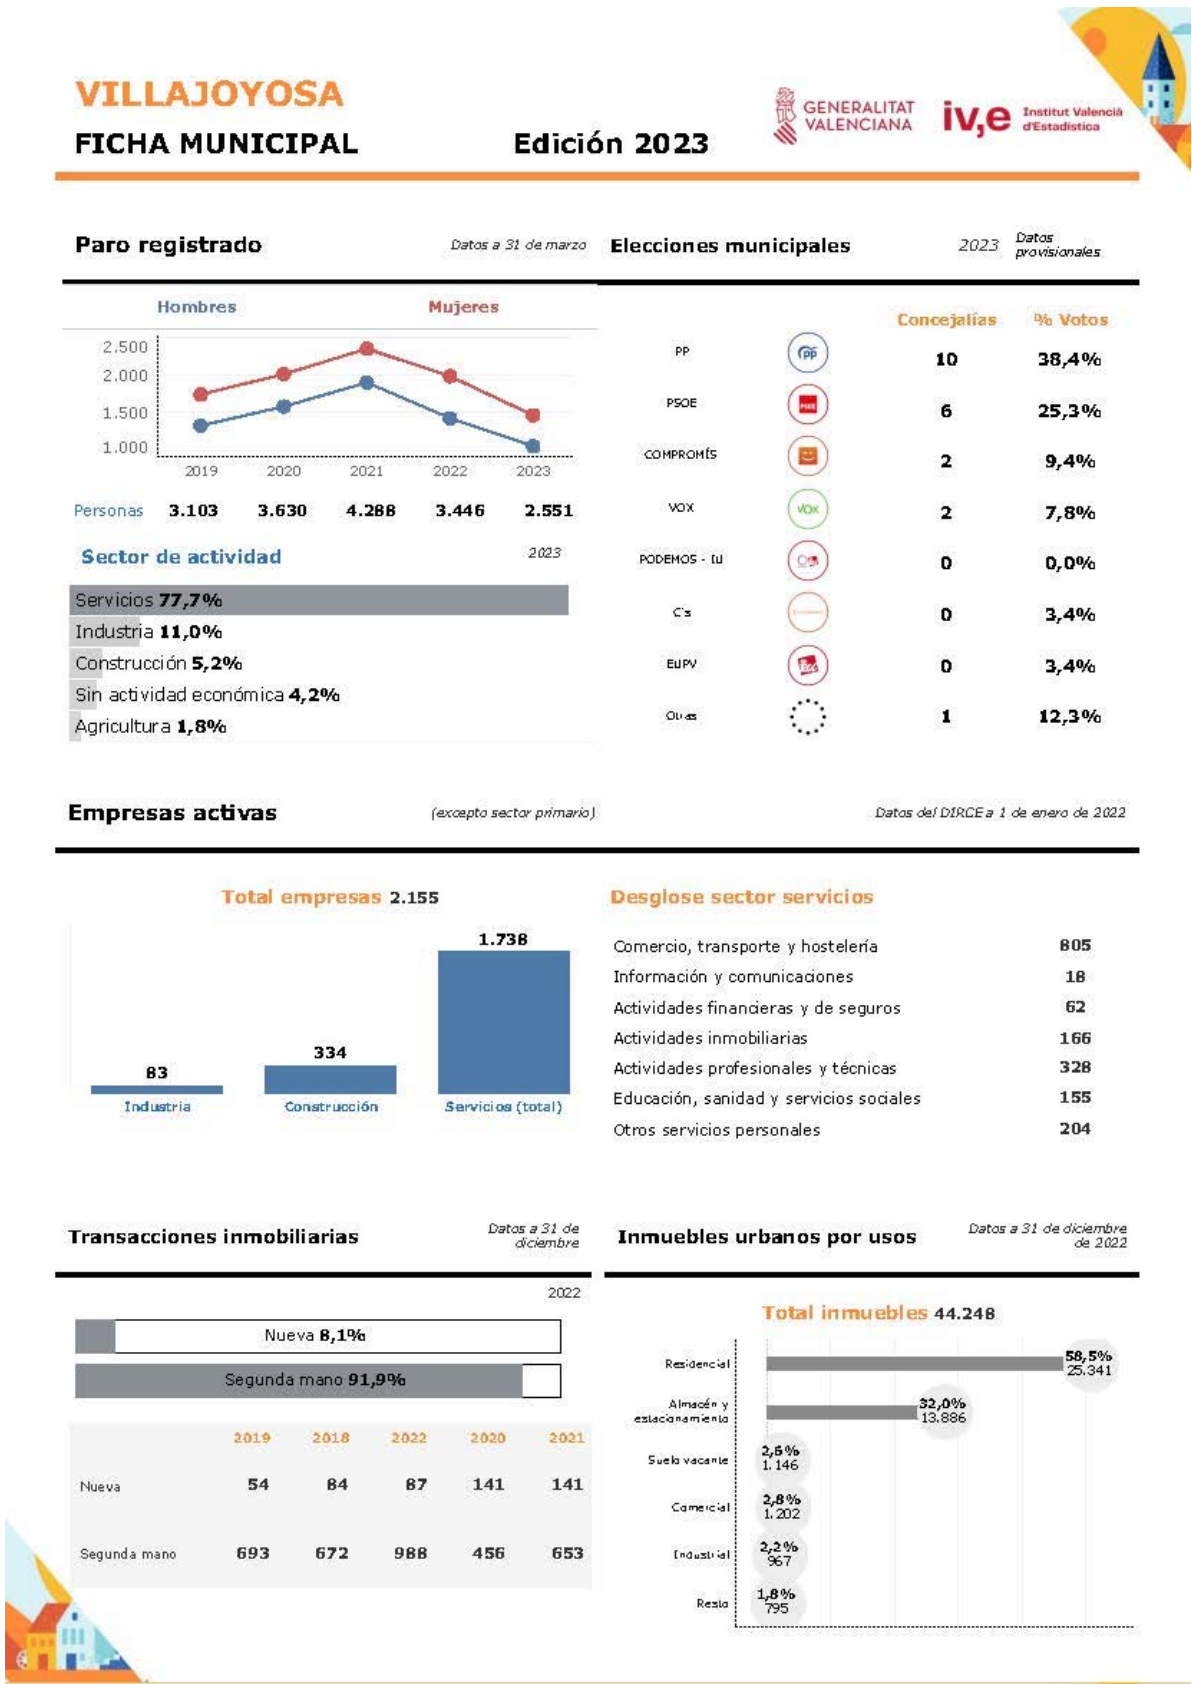 VILLAJOYOSA
FICHA MUNICIPAL Edición 2023
GENERALITAT
VALENCIANA
iv,e
Institut Valencià
d'Estadística
Paro registrado Datos a 31 de marzo
Hombres Mujeres
2.500
2.000
1.500
1.000
2019 2020 2021 2022 2023
Personas 3.103 3.630 4.288 3.446 2.551
Sector de actividad 2023
Servicios 77,7%
Industria 11,0%
Construcción 5,2%
Sin actividad económica 4,2%
Agricultura 1,8%
Elecciones municipales 2023 Datos
provisionales
Concejalías % Votos
PP pp 10 38,4%
PSOE PSOE 6 25,3%
COMPROMÍS 2 9,4%
VOX VOX 2 7,8%
PODEMOS - IU 0 0,0%
C's 0 3,4%
EUPV 0 3,4%
Otras 1 12,3%
Empresas activas (excepto sector primario) Datos del DIRCE a 1 de enero de 2022
Total empresas 2.155
83
334
1.738
Industria Construcción Servicios (total)
Desglose sector servicios
Comercio, transporte y hostelería 805
Información y comunicaciones 18
Actividades financieras y de seguros 62
Actividades inmobiliarias 166
Actividades profesionales y técnicas 328
Educación, sanidad y servicios sociales 155
Otros servicios personales 204
Transacciones inmobiliarias Datos a 31 de
diciembre
2022
Nueva 8,1%
Segunda mano 91,9%
2019 2018 2022 2020 2021
Nueva 54 84 87 141 141
Segunda mano 693 672 988 456 653
Inmuebles urbanos por usos Datos a 31 de diciembre
de 2022
Total inmuebles 44.248
Residencial 58,5%
25.341
Almacén y
estacionamiento 32,0%
13.886
Suelo vacante 2,6%
1.146
Comercial 2,8%
1.202
Industrial 2,2%
967
Resto 1,8%
795